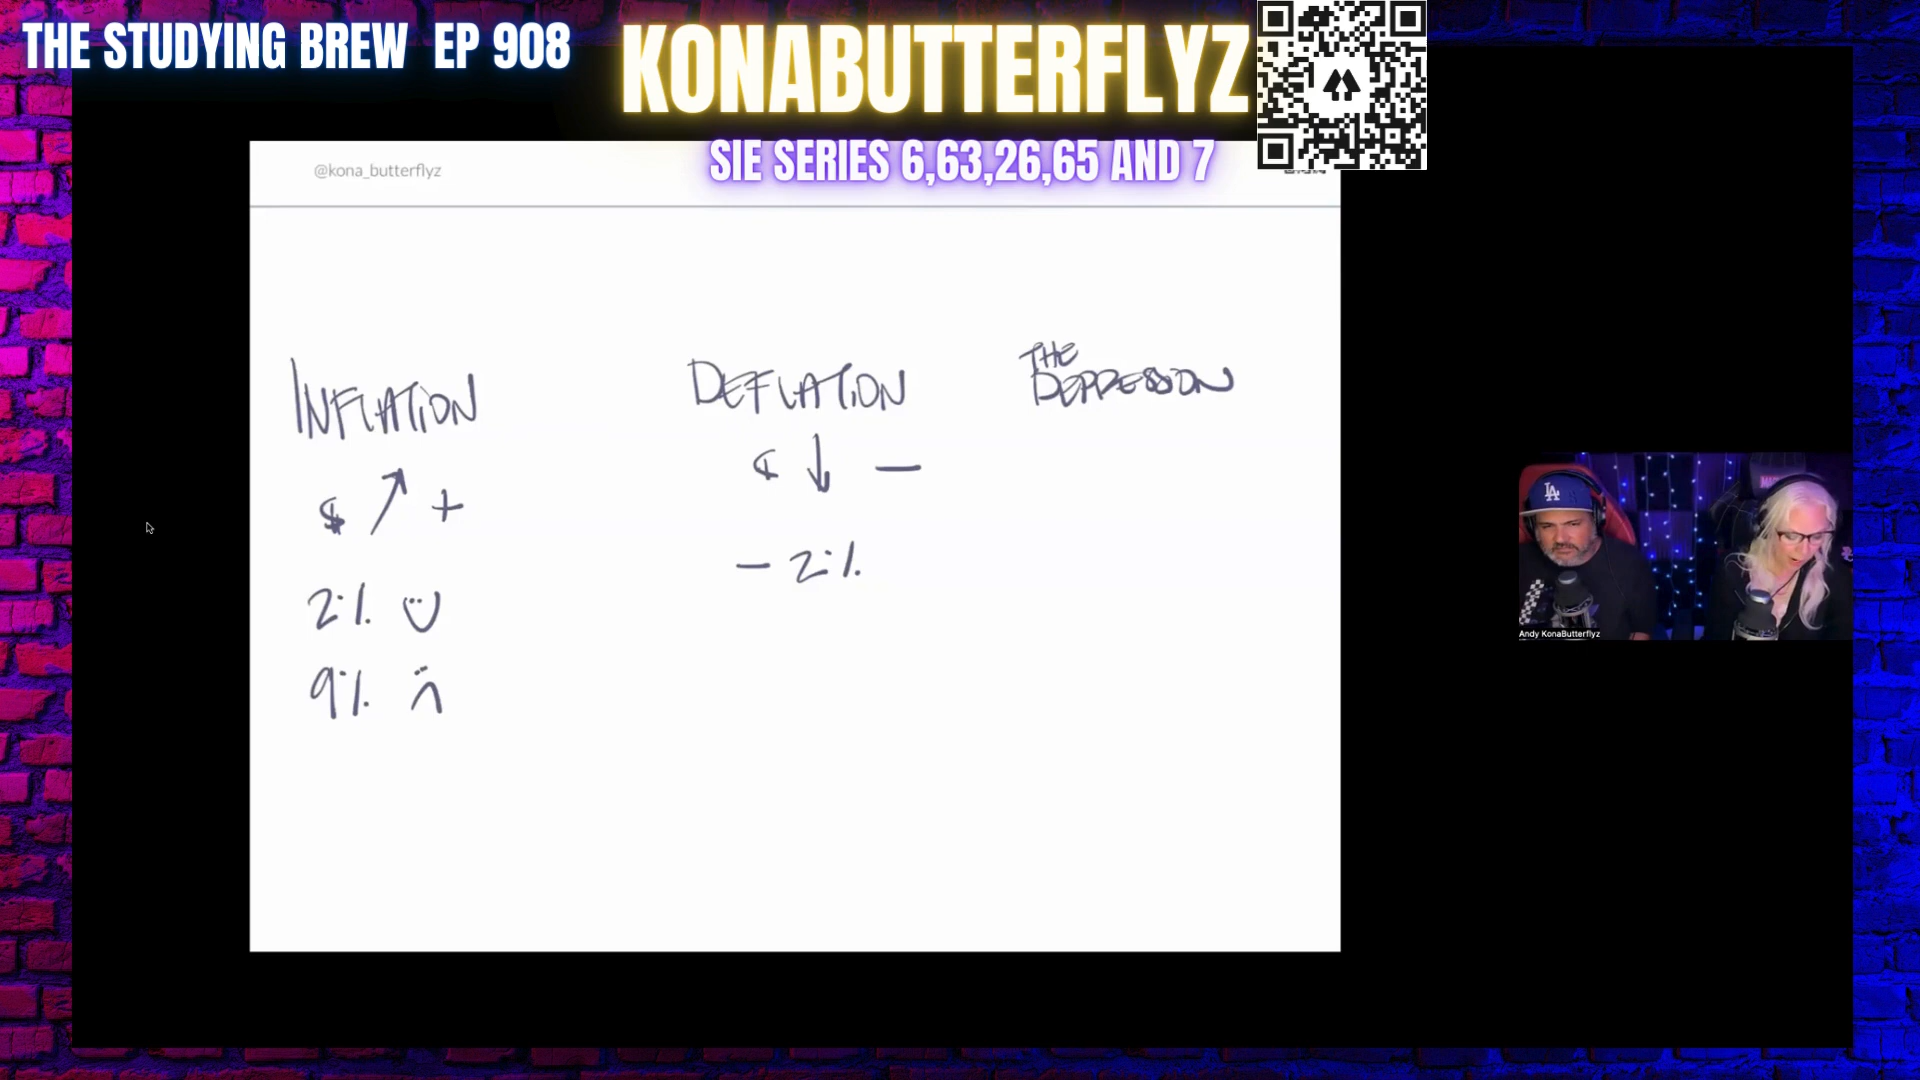 THE STUDYING BREW EP 908
KONABUTTERFLYZ
SIE SERIES 6,63,26,65 AND 7
@kona_butterflyz
INFLATION
$ ↗ +
2%
9%
DEFLATION
$ ↓ —
- 2%
THE
DEPRESSION
LA
Andy KonaButterflyz